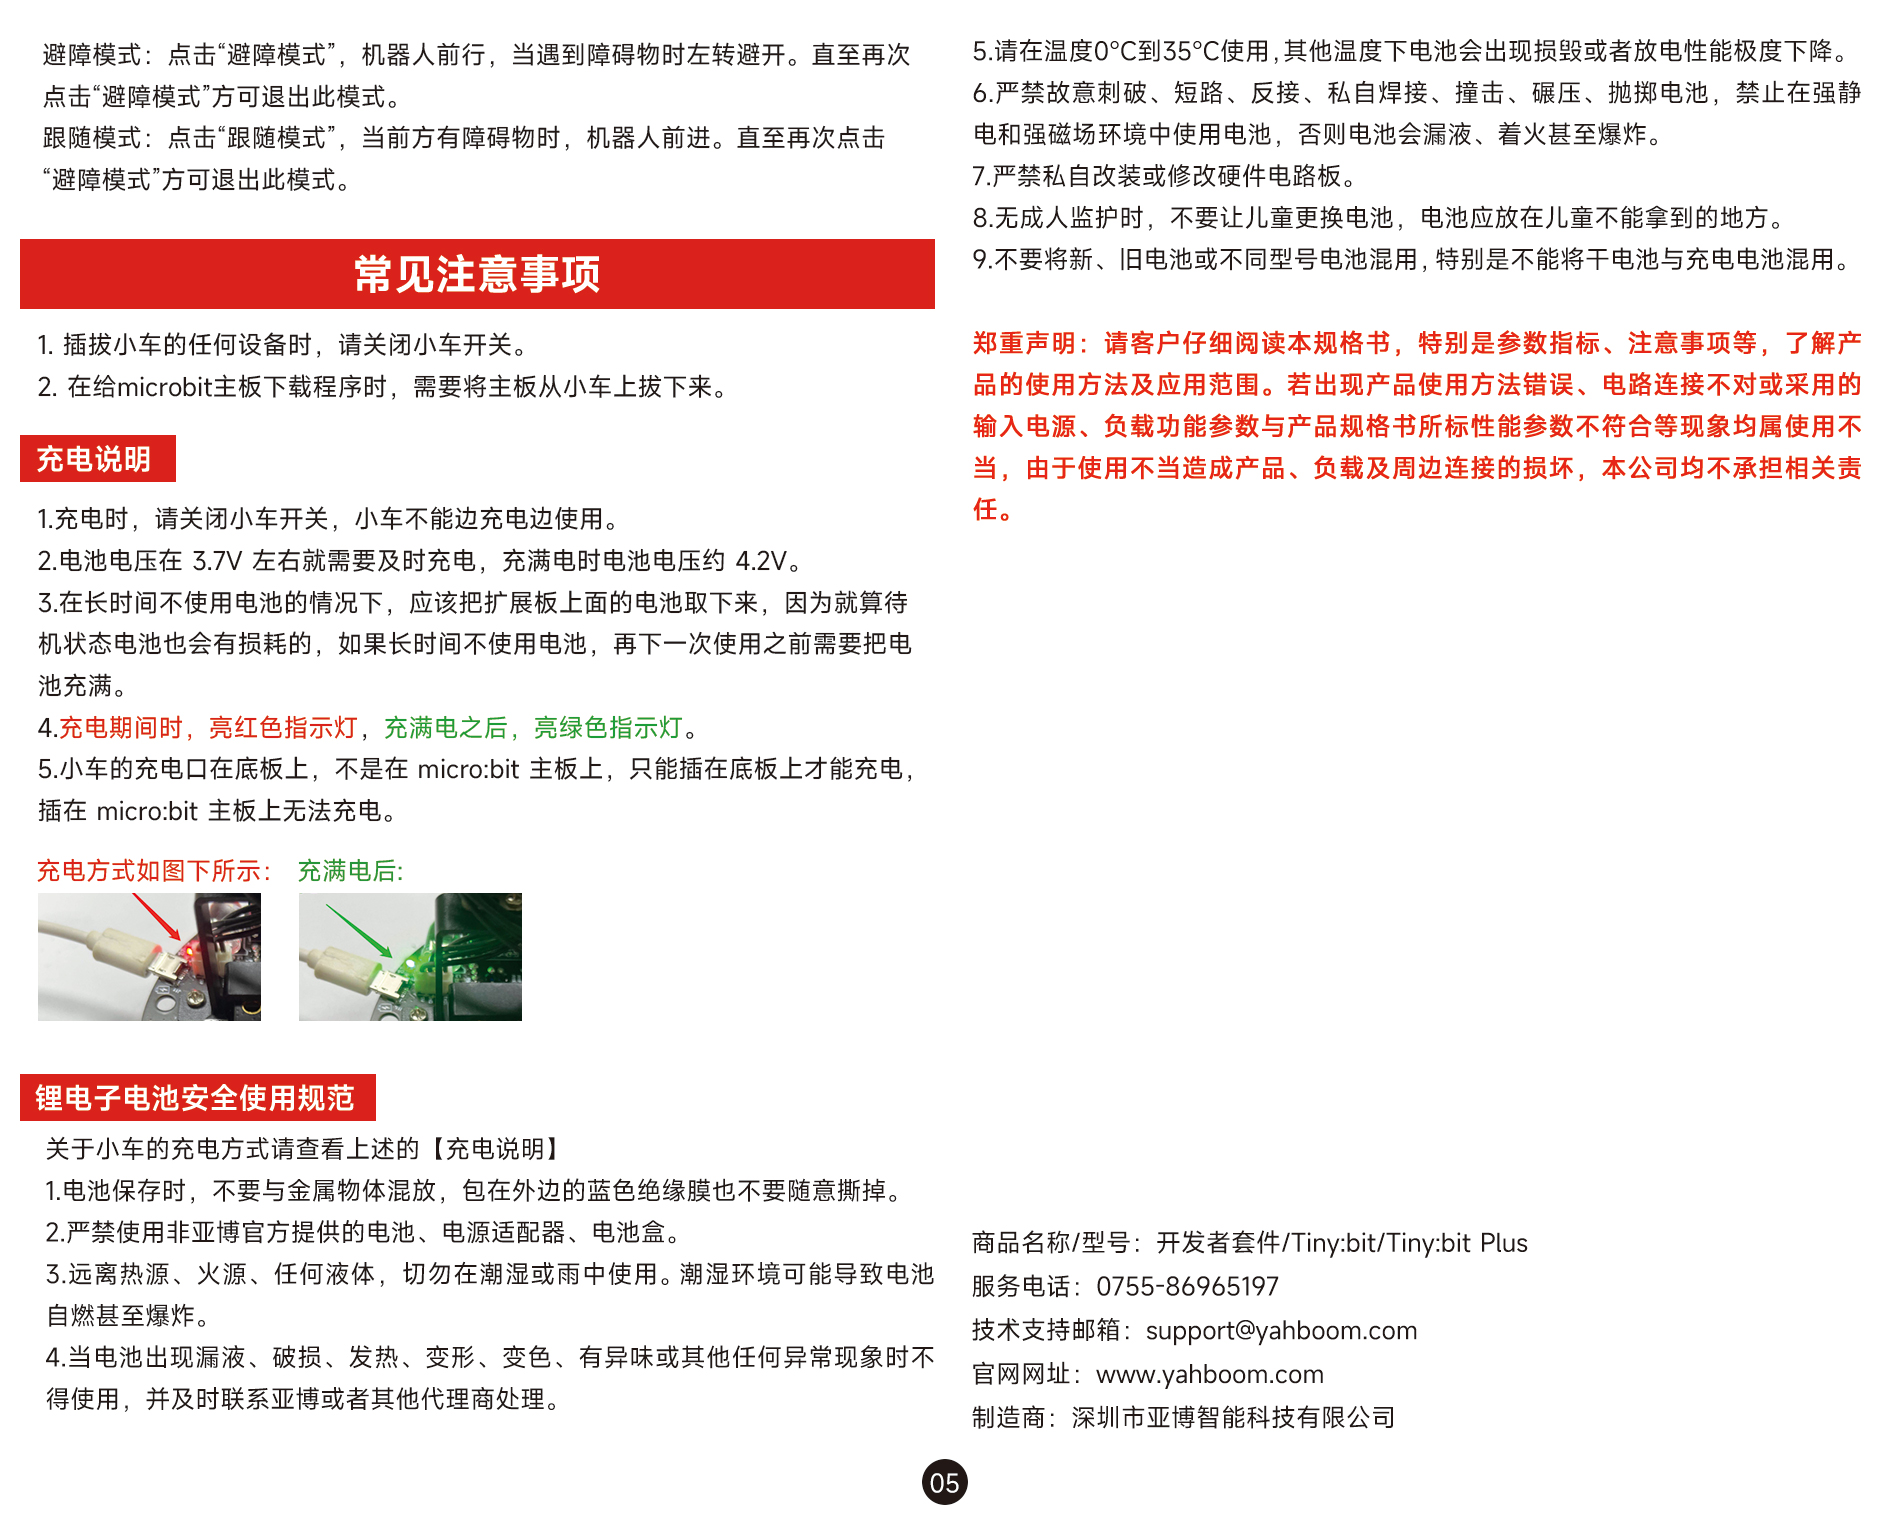 避障模式：点击“避障模式”，机器人前行，当遇到障碍物时左转避开。直至再次
点击“避障模式”方可退出此模式。
跟随模式：点击“跟随模式”，当前方有障碍物时，机器人前进。直至再次点击
“避障模式”方可退出此模式。
常见注意事项
1. 插拔小车的任何设备时，请关闭小车开关。
2. 在给microbit主板下载程序时，需要将主板从小车上拔下来。
充电说明
1.充电时，请关闭小车开关，小车不能边充电边使用。
2.电池电压在 3.7V 左右就需要及时充电，充满电时电池电压约 4.2V。
3.在长时间不使用电池的情况下，应该把扩展板上面的电池取下来，因为就算待
机状态电池也会有损耗的，如果长时间不使用电池，再下一次使用之前需要把电
池充满。
4.充电期间时，亮红色指示灯，充满电之后，亮绿色指示灯。
5.小车的充电口在底板上，不是在 micro:bit 主板上，只能插在底板上才能充电，
插在 micro:bit 主板上无法充电。
充电方式如图下所示：
充满电后:
锂电子电池安全使用规范
关于小车的充电方式请查看上述的【充电说明】
1.电池保存时，不要与金属物体混放，包在外边的蓝色绝缘膜也不要随意撕掉。
2.严禁使用非亚博官方提供的电池、电源适配器、电池盒。
3.远离热源、火源、任何液体，切勿在潮湿或雨中使用。潮湿环境可能导致电池
自燃甚至爆炸。
4.当电池出现漏液、破损、发热、变形、变色、有异味或其他任何异常现象时不
得使用，并及时联系亚博或者其他代理商处理。
5.请在温度0℃到35℃使用,其他温度下电池会出现损毁或者放电性能极度下降。
6.严禁故意刺破、短路、反接、私自焊接、撞击、碾压、抛掷电池，禁止在强静
电和强磁场环境中使用电池，否则电池会漏液、着火甚至爆炸。
7.严禁私自改装或修改硬件电路板。
8.无成人监护时，不要让儿童更换电池，电池应放在儿童不能拿到的地方。
9.不要将新、旧电池或不同型号电池混用,特别是不能将干电池与充电电池混用。
郑重声明：请客户仔细阅读本规格书，特别是参数指标、注意事项等，了解产
品的使用方法及应用范围。若出现产品使用方法错误、电路连接不对或采用的
输入电源、负载功能参数与产品规格书所标性能参数不符合等现象均属使用不
当，由于使用不当造成产品、负载及周边连接的损坏，本公司均不承担相关责
任。
商品名称/型号：开发者套件/Tiny:bit/Tiny:bit Plus
服务电话：0755-86965197
技术支持邮箱：support@yahboom.com
官网网址：www.yahboom.com
制造商：深圳市亚博智能科技有限公司
05